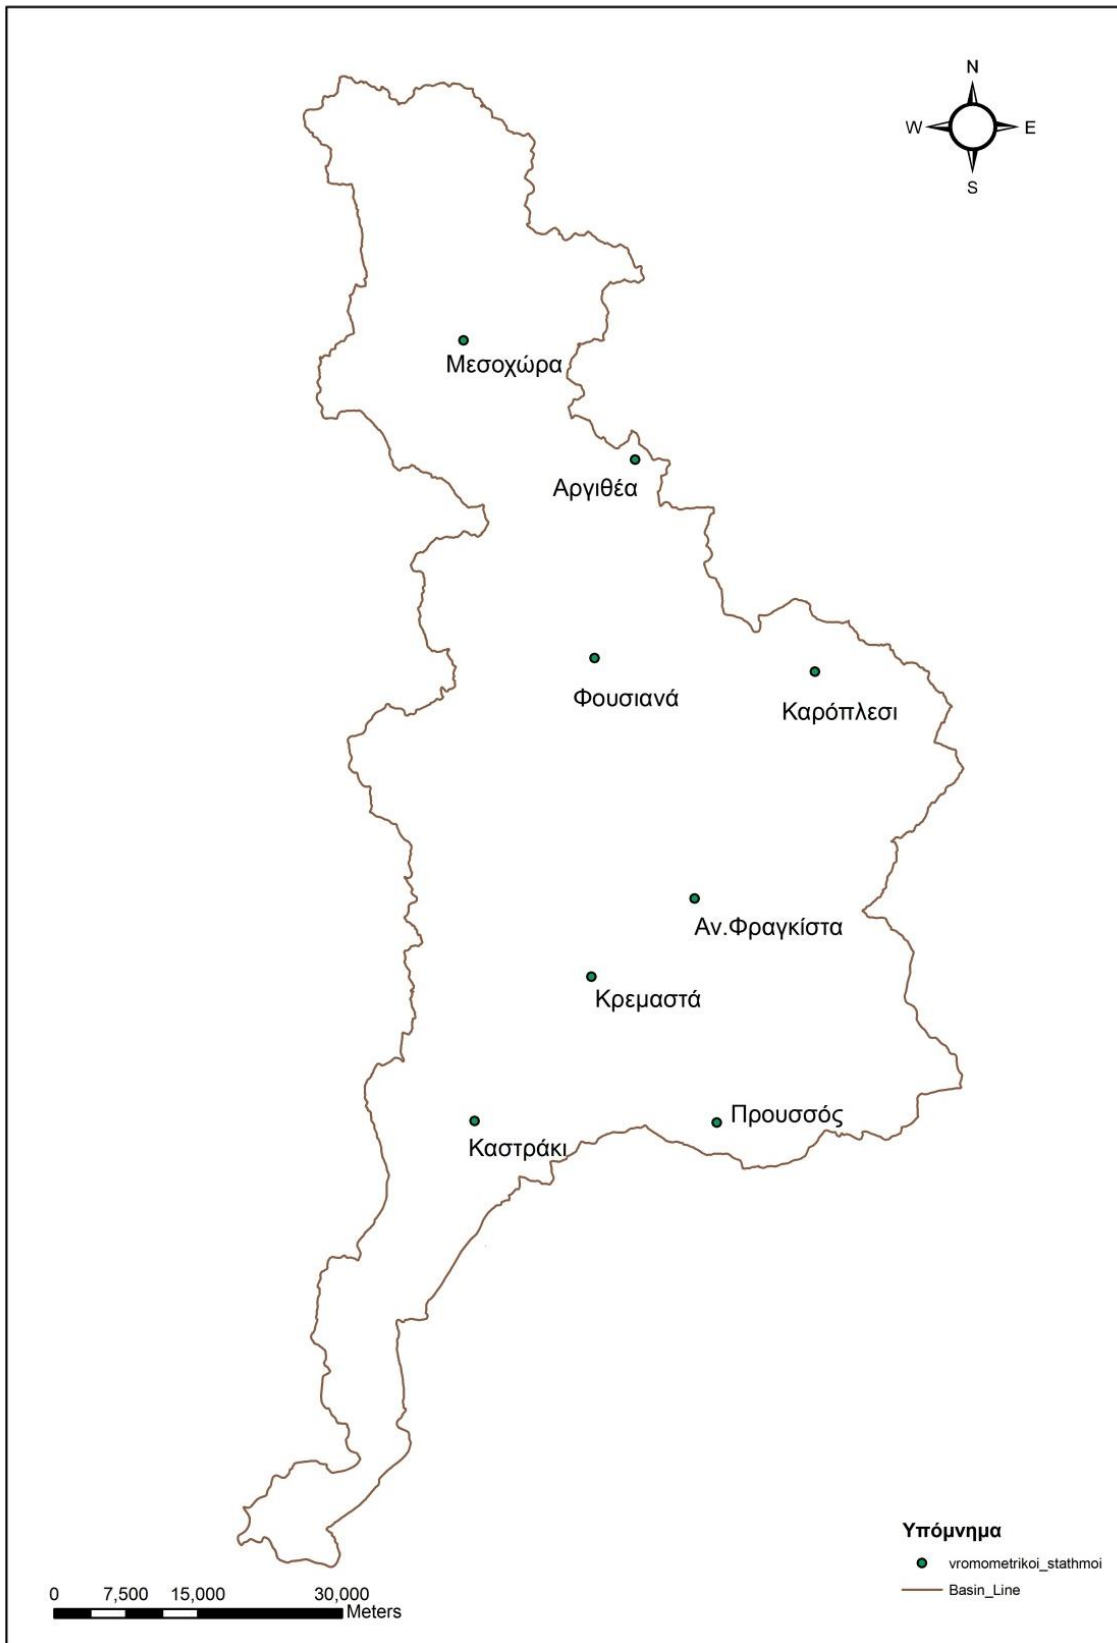 N
W E
S
Μεσοχώρα
Αργιθέα
Φουσιανά
Καρόπλεσι
Αν.Φραγκίστα
Κρεμαστά
Προυσσός
Καστράκι
Υπόμνημα
vromometrikoi_stathmoi
Basin_Line
0 7,500 15,000 30,000
Meters